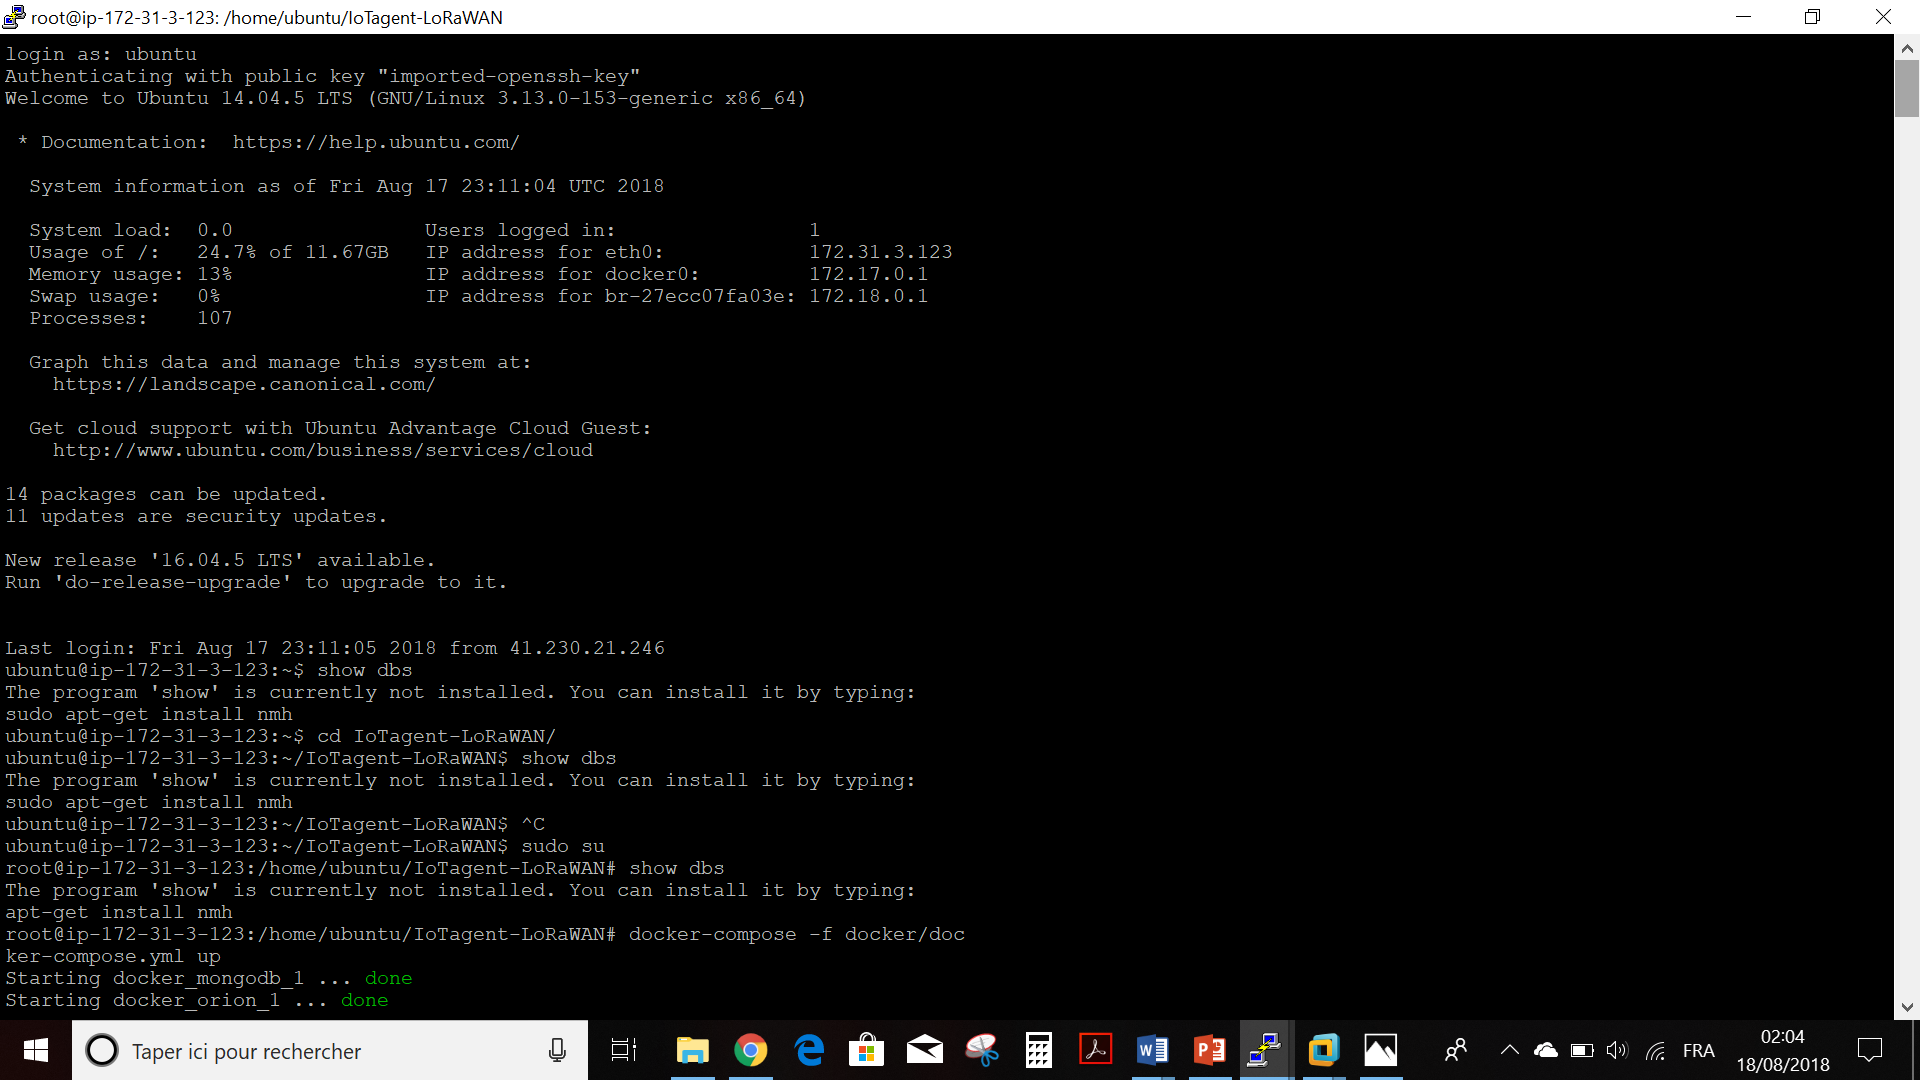 root@ip-172-31-3-123: /home/ubuntu/IoTagent-LoRaWAN
login as: ubuntu
Authenticating with public key "imported-openssh-key"
Welcome to Ubuntu 14.04.5 LTS (GNU/Linux 3.13.0-153-generic x86_64)
* Documentation:  https://help.ubuntu.com/
System information as of Fri Aug 17 23:11:04 UTC 2018
System load:  0.0                Users logged in:                1
Usage of /:   24.7% of 11.67GB   IP address for eth0:            172.31.3.123
Memory usage: 13%                IP address for docker0:         172.17.0.1
Swap usage:   0%                 IP address for br-27ecc07fa03e: 172.18.0.1
Processes:    107
Graph this data and manage this system at:
https://landscape.canonical.com/
Get cloud support with Ubuntu Advantage Cloud Guest:
http://www.ubuntu.com/business/services/cloud
14 packages can be updated.
11 updates are security updates.
New release '16.04.5 LTS' available.
Run 'do-release-upgrade' to upgrade to it.
Last login: Fri Aug 17 23:11:05 2018 from 41.230.21.246
ubuntu@ip-172-31-3-123:~$ show dbs
The program 'show' is currently not installed. You can install it by typing:
sudo apt-get install nmh
ubuntu@ip-172-31-3-123:~$ cd IoTagent-LoRaWAN/
ubuntu@ip-172-31-3-123:~/IoTagent-LoRaWAN$ show dbs
The program 'show' is currently not installed. You can install it by typing:
sudo apt-get install nmh
ubuntu@ip-172-31-3-123:~/IoTagent-LoRaWAN$ ^C
ubuntu@ip-172-31-3-123:~/IoTagent-LoRaWAN$ sudo su
root@ip-172-31-3-123:/home/ubuntu/IoTagent-LoRaWAN# show dbs
The program 'show' is currently not installed. You can install it by typing:
apt-get install nmh
root@ip-172-31-3-123:/home/ubuntu/IoTagent-LoRaWAN# docker-compose -f docker/doc
ker-compose.yml up
Starting docker_mongodb_1 ... done
Starting docker_orion_1 ... done
Taper ici pour rechercher
FRA
02:04
18/08/2018